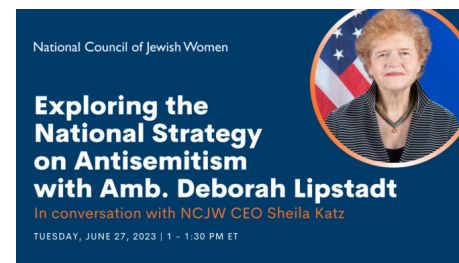 National Council of Jewish Women
Exploring the
National Strategy
on Antisemitism
with Amb. Deborah Lipstadt
In conversation with NCJW CEO Sheila Katz
TUESDAY, JUNE 27, 2023 | 1 - 1:30 PM ET